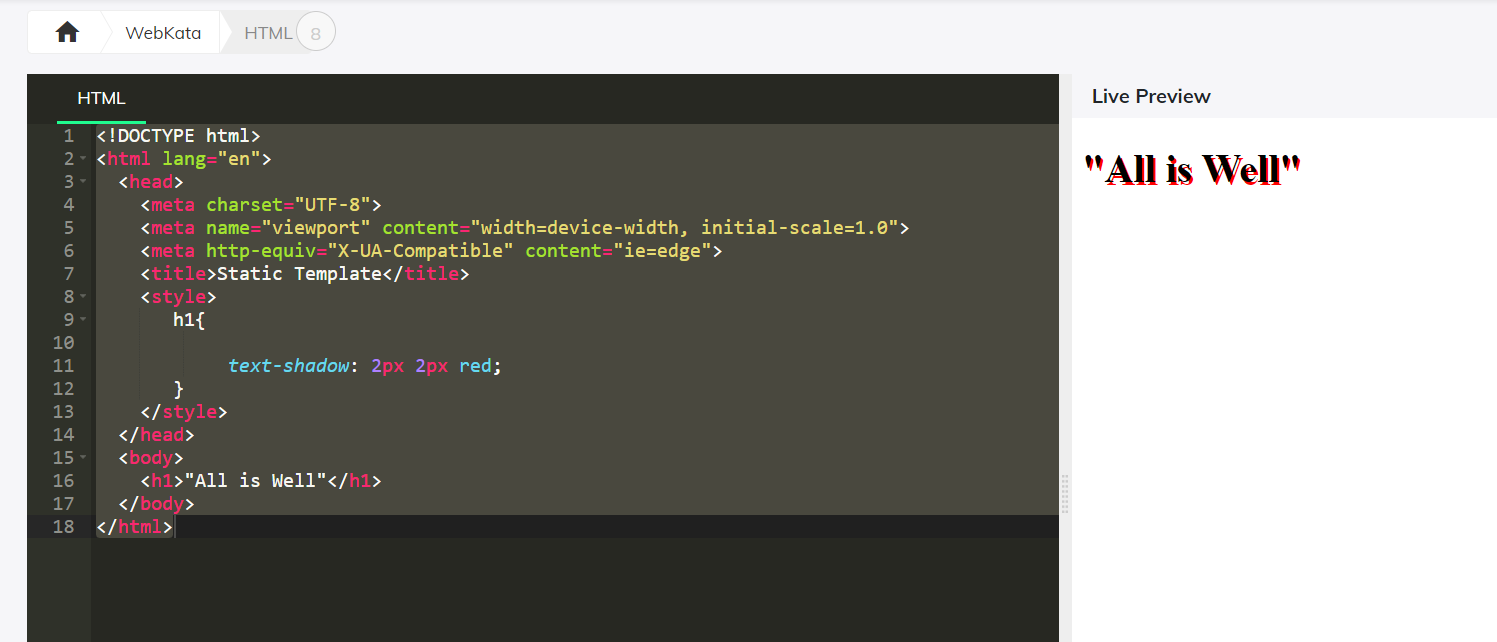 WebKata
HTML
8
HTML
Live Preview
1 <!DOCTYPE html>
2 <html lang="en">
3 <head>
4 <meta charset="UTF-8">
5 <meta name="viewport" content="width=device-width, initial-scale=1.0">
6 <meta http-equiv="X-UA-Compatible" content="ie=edge">
7 <title>Static Template</title>
8 <style>
9 h1{
10
11 text-shadow: 2px 2px red;
12 }
13 </style>
14 </head>
15 <body>
16 <h1>"All is Well"</h1>
17 </body>
18 </html>
"All is Well"